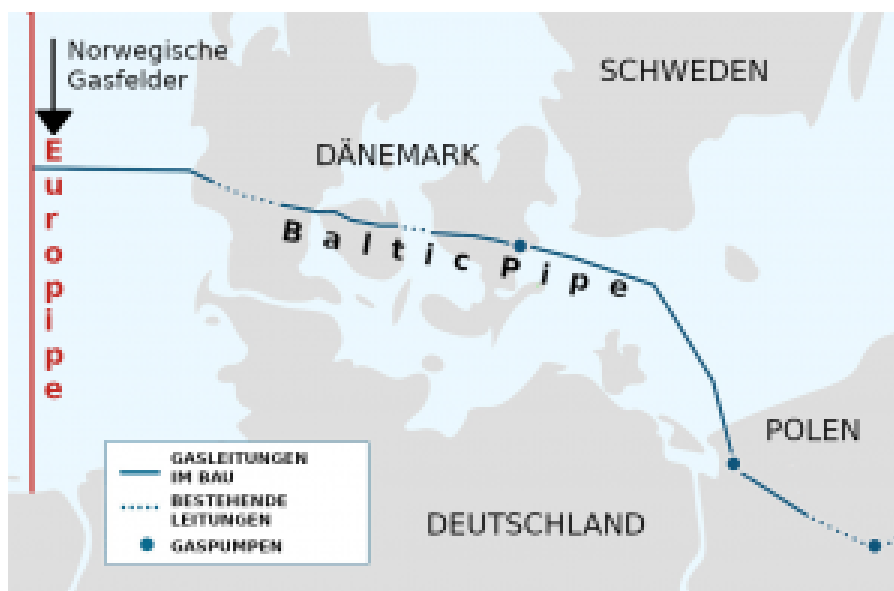 Norwegische
Gasfelder
SCHWEDEN
DÄNEMARK
Europipe
Baltic Pipe
POLEN
DEUTSCHLAND
GASLEITUNGEN
IM BAU
BESTEHENDE
LEITUNGEN
GASPUMPEN